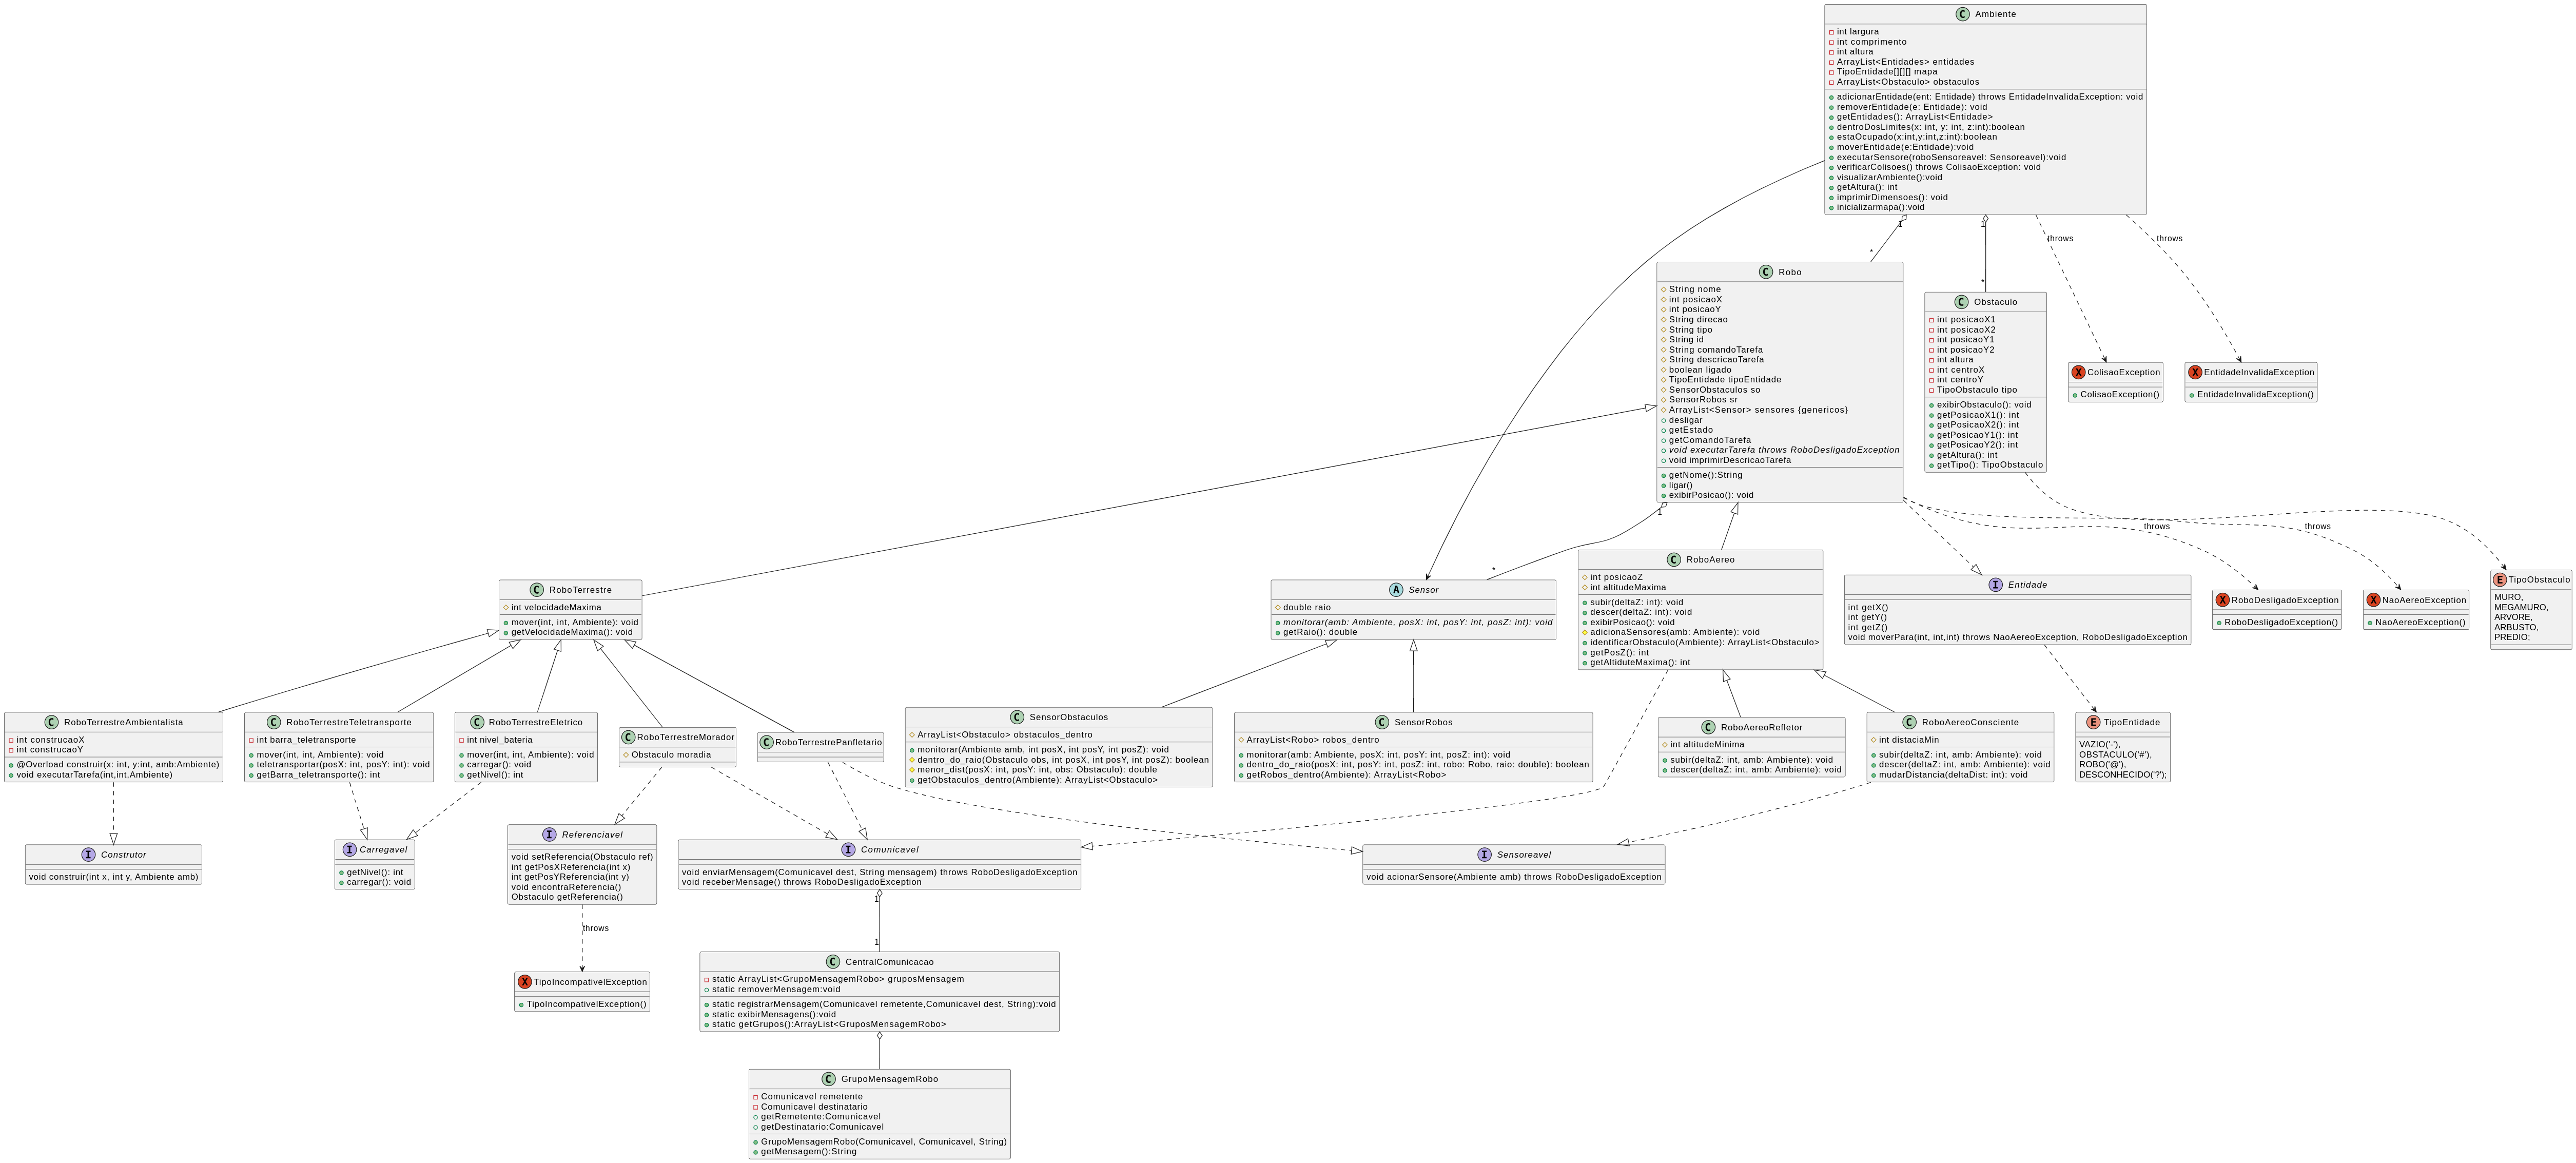 Ambiente
int largura
int comprimento
int altura
ArrayList<Entidades> entidades
TipoEntidade[][][] mapa
ArrayList<Obstaculo> obstaculos
adicionarEntidade(ent: Entidade) throws EntidadeInvalidaException: void
removerEntidade(e: Entidade): void
getEntidades(): ArrayList<Entidade>
dentroDosLimites(x: int, y: int, z:int):boolean
estaOcupado(x:int,y:int,z:int):boolean
moverEntidade(e:Entidade):void
executarSensore(roboSensoreavel: Sensoreavel):void
verificarColisoes() throws ColisaoException: void
visualizarAmbiente():void
getAltura(): int
imprimirDimensoes(): void
inicializarmapa():void
1
1
throws
throws
*
*
Robo
String nome
int posicaoX
int posicaoY
String direcao
String tipo
String id
String comandoTarefa
String descricaoTarefa
boolean ligado
TipoEntidade tipoEntidade
SensorObstaculos so
SensorRobos sr
ArrayList<Sensor> sensores {genericos}
desligar
getEstado
getComandoTarefa
void executarTarefa throws RoboDesligadoException
void imprimirDescricaoTarefa
getNome():String
ligar()
exibirPosicao(): void
Obstaculo
int posicaoX1
int posicaoX2
int posicaoY1
int posicaoY2
int altura
int centroX
int centroY
TipoObstaculo tipo
exibirObstaculo(): void
getPosicaoX1(): int
getPosicaoX2(): int
getPosicaoY1(): int
getPosicaoY2(): int
getAltura(): int
getTipo(): TipoObstaculo
ColisaoException
ColisaoException()
EntidadeInvalidaException
EntidadeInvalidaException()
1
*
throws
throws
RoboTerrestre
int velocidadeMaxima
mover(int, int, Ambiente): void
getVelocidadeMaxima(): void
Sensor
double raio
monitorar(amb: Ambiente, posX: int, posY: int, posZ: int): void
getRaio(): double
RoboAereo
int posicaoZ
int altitudeMaxima
subir(deltaZ: int): void
descer(deltaZ: int): void
exibirPosicao(): void
adicionaSensores(amb: Ambiente): void
identificarObstaculo(Ambiente): ArrayList<Obstaculo>
getPosZ(): int
getAltiduteMaxima(): int
Entidade
int getX()
int getY()
int getZ()
void moverPara(int, int,int) throws NaoAereoException, RoboDesligadoException
RoboDesligadoException
RoboDesligadoException()
NaoAereoException
NaoAereoException()
TipoObstaculo
MURO,
MEGAMURO,
ARVORE,
ARBUSTO,
PREDIO;
RoboTerrestreAmbientalista
int construcaoX
int construcaoY
@Overload construir(x: int, y:int, amb:Ambiente)
void executarTarefa(int,int,Ambiente)
RoboTerrestreTeletransporte
int barra_teletransporte
mover(int, int, Ambiente): void
teletransportar(posX: int, posY: int): void
getBarra_teletransporte(): int
RoboTerrestreEletrico
int nivel_bateria
mover(int, int, Ambiente): void
carregar(): void
getNivel(): int
RoboTerrestreMorador
Obstaculo moradia
RoboTerrestrePanfletario
SensorObstaculos
ArrayList<Obstaculo> obstaculos_dentro
monitorar(Ambiente amb, int posX, int posY, int posZ): void
dentro_do_raio(Obstaculo obs, int posX, int posY, int posZ): boolean
menor_dist(posX: int, posY: int, obs: Obstaculo): double
getObstaculos_dentro(Ambiente): ArrayList<Obstaculo>
SensorRobos
ArrayList<Robo> robos_dentro
monitorar(amb: Ambiente, posX: int, posY: int, posZ: int): void
dentro_do_raio(posX: int, posY: int, posZ: int, robo: Robo, raio: double): boolean
getRobos_dentro(Ambiente): ArrayList<Robo>
RoboAereoRefletor
int altitudeMinima
subir(deltaZ: int, amb: Ambiente): void
descer(deltaZ: int, amb: Ambiente): void
RoboAereoConsciente
int distaciaMin
subir(deltaZ: int, amb: Ambiente): void
descer(deltaZ: int, amb: Ambiente): void
mudarDistancia(deltaDist: int): void
TipoEntidade
VAZIO('-'),
OBSTACULO('#'),
ROBO('@'),
DESCONHECIDO('?');
Construtor
void construir(int x, int y, Ambiente amb)
Carregavel
getNivel(): int
carregar(): void
Referenciavel
void setReferencia(Obstaculo ref)
int getPosXReferencia(int x)
int getPosYReferencia(int y)
void encontraReferencia()
Obstaculo getReferencia()
Comunicavel
void enviarMensagem(Comunicavel dest, String mensagem) throws RoboDesligadoException
void receberMensage() throws RoboDesligadoException
Sensoreavel
void acionarSensore(Ambiente amb) throws RoboDesligadoException
throws
1
1
TipoIncompativelException
TipoIncompativelException()
CentralComunicacao
static ArrayList<GrupoMensagemRobo> gruposMensagem
static removerMensagem:void
static registrarMensagem(Comunicavel remetente,Comunicavel dest, String):void
static exibirMensagens():void
static getGrupos():ArrayList<GruposMensagemRobo>
GrupoMensagemRobo
Comunicavel remetente
Comunicavel destinatario
getRemetente:Comunicavel
getDestinatario:Comunicavel
GrupoMensagemRobo(Comunicavel, Comunicavel, String)
getMensagem():String